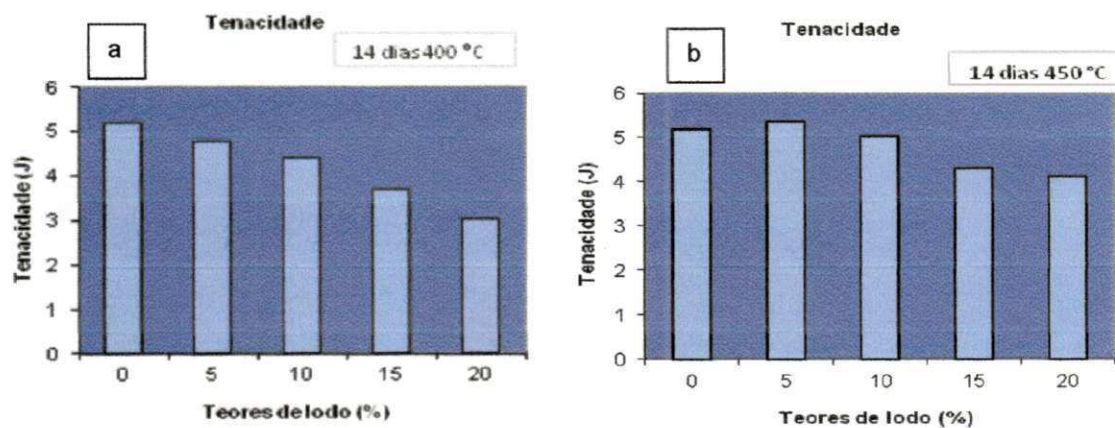 Tenacidade
a
14 dias 400 °C
6
5
4
3
2
1
0
Tenacidade (J)
0 5 10 15 20
Teores de lodo (%)
Tenacidade
b
14 dias 450 °C
6
5
4
3
2
1
0
Tenacidade (J)
0 5 10 15 20
Teores de lodo (%)